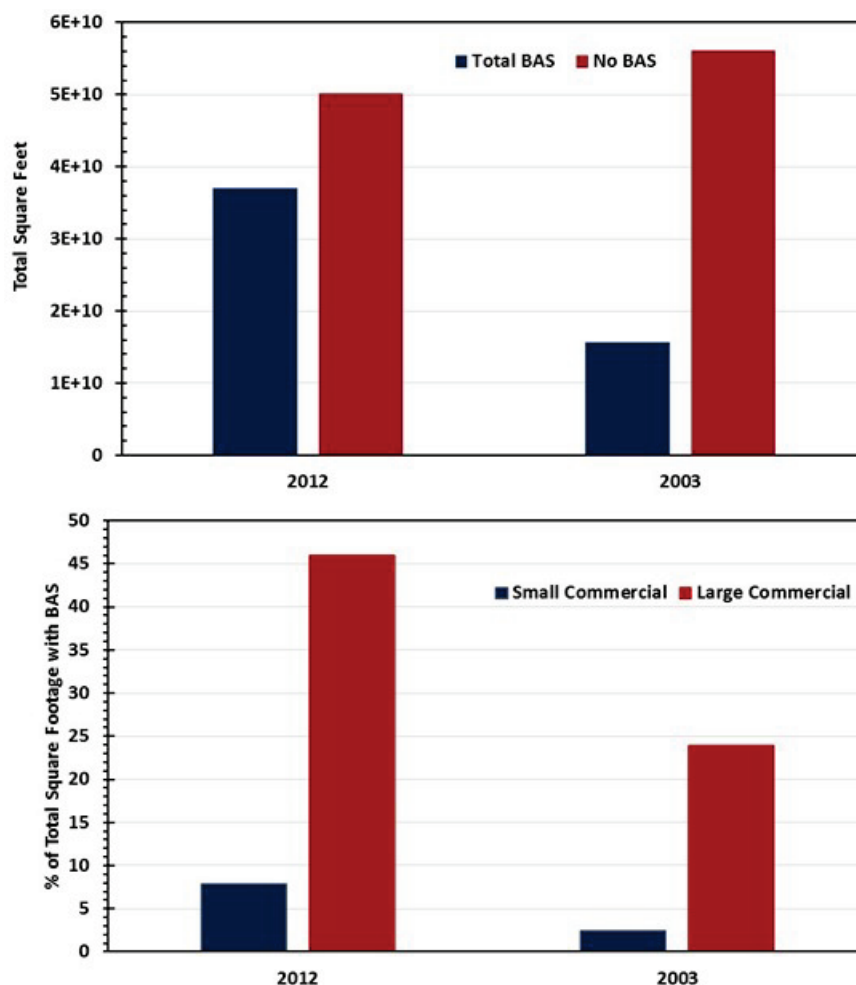 6E+10
Total BAS No BAS
5E+10
4E+10
3E+10
2E+10
1E+10
0
Total Square Feet
2012 2003
50
45
Small Commercial Large Commercial
40
35
30
25
20
15
10
5
0
% of Total Square Footage with BAS
2012 2003